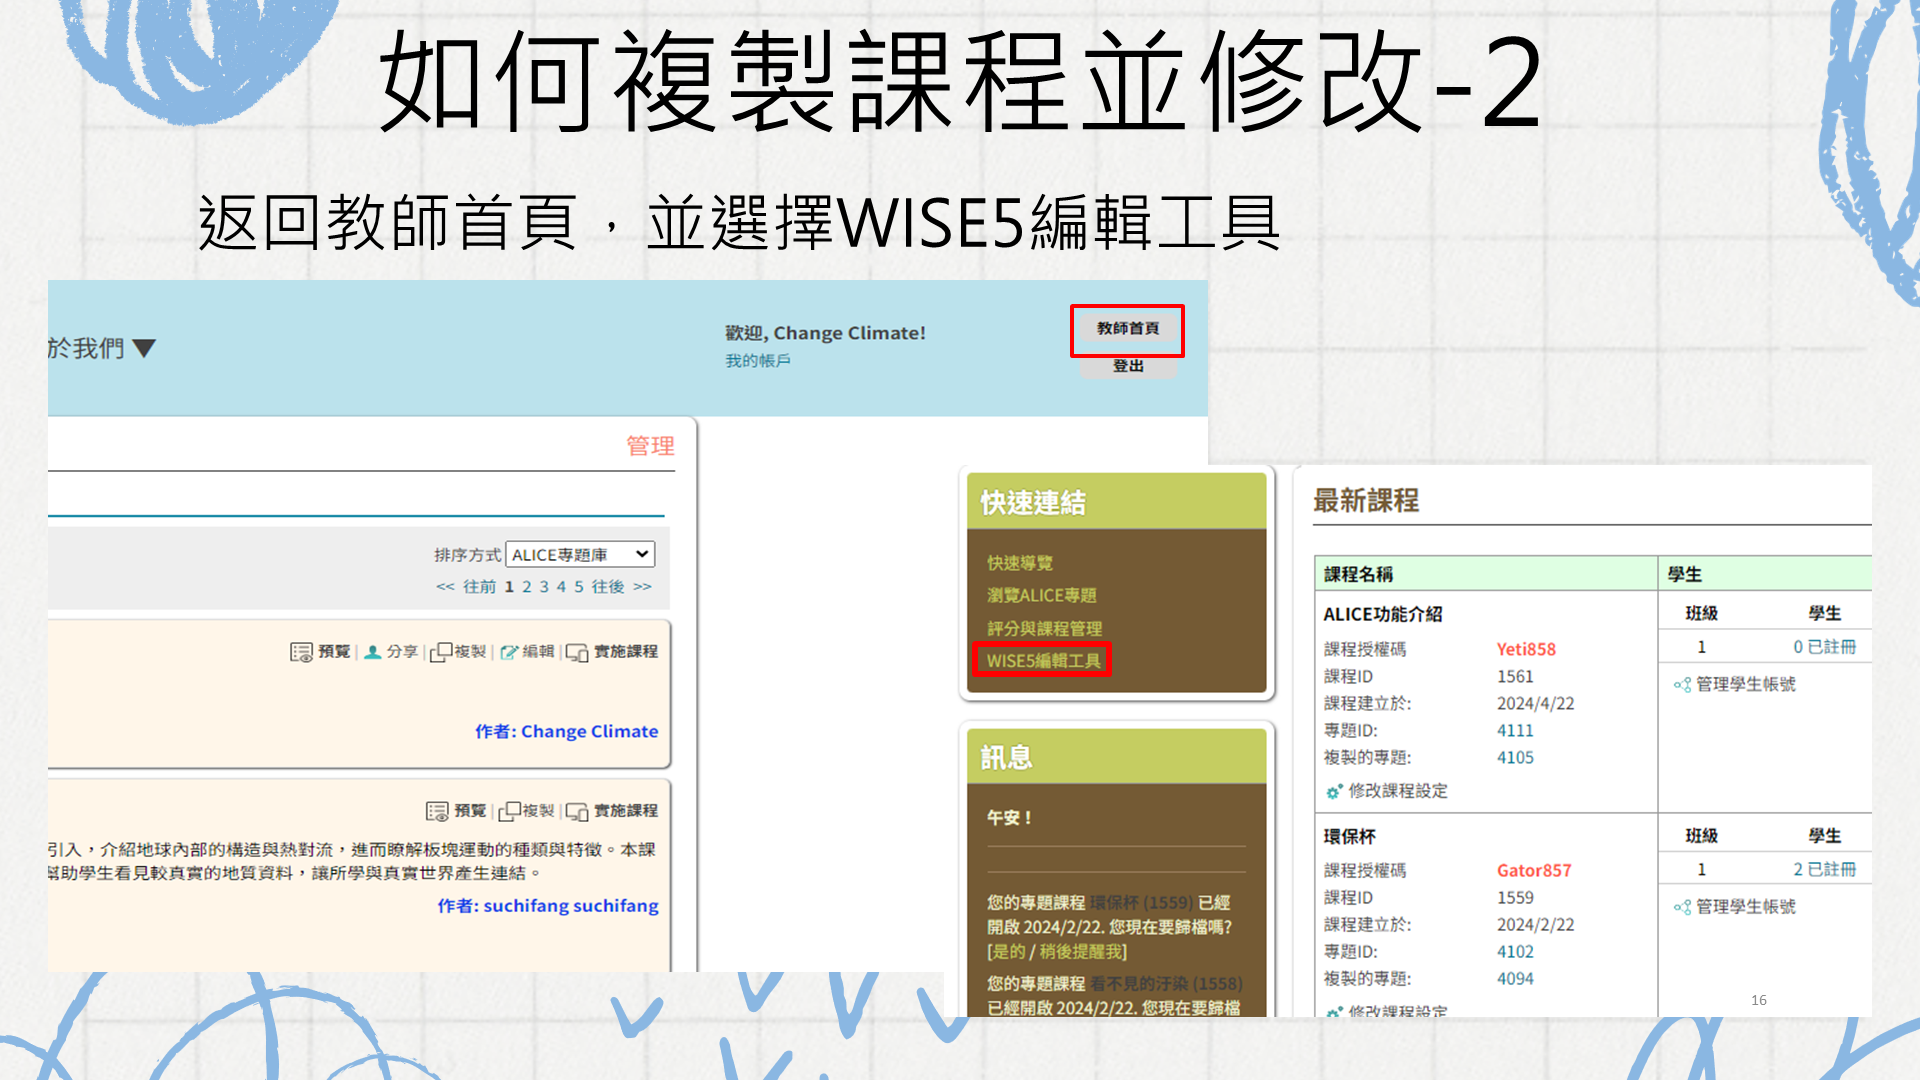 如何複製課程並修改-2
返回教師首頁，並選擇WISE5編輯工具
於我們▼
歡迎, Change Climate!
我的帳戶
教師首頁
登出
管理
排序方式 ALICE專題庫
<< 往前 1 2 3 4 5 往後 >>
預覽 | 分享 | 複製 | 編輯 | 實施課程
作者: Change Climate
預覽 | 複製 | 實施課程
引入，介紹地球內部的構造與熱對流，進而瞭解板塊運動的種類與特徵。本課
幫助學生看見較真實的地質資料，讓所學與真實世界產生連結。
作者: suchifang suchifang
快速連結
快速導覽
瀏覽ALICE專題
評分與課程管理
WISE5編輯工具
訊息
午安！
您的專題課程 環保杯 (1559) 已經
開啟 2024/2/22. 您現在要歸檔嗎?
[是的 / 稍後提醒我]
您的專題課程 看不見的汙染 (1558)
已經開啟 2024/2/22. 您現在要歸檔
最新課程
課程名稱 學生
ALICE功能介紹 班級 學生
課程授權碼 Yeti858 1 0 已註冊
課程ID 1561
管理學生帳號
課程建立於: 2024/4/22
專題ID: 4111
複製的專題: 4105
修改課程設定
環保杯 班級 學生
課程授權碼 Gator857 1 2 已註冊
課程ID 1559
管理學生帳號
課程建立於: 2024/2/22
專題ID: 4102
複製的專題: 4094
修改課程設定
16